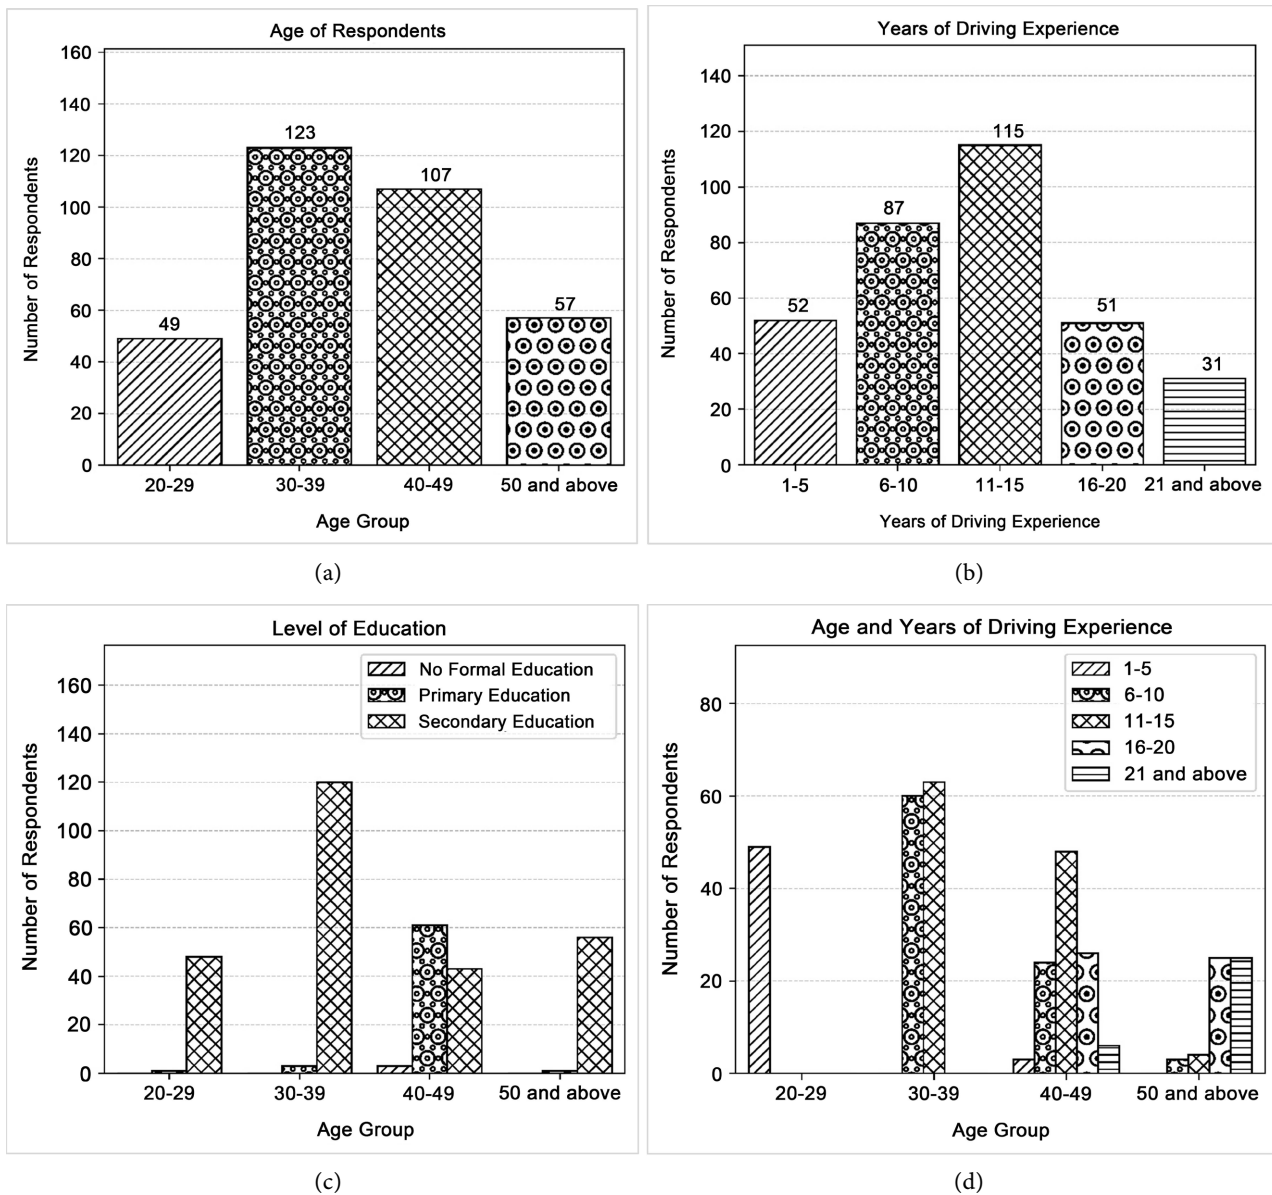 Age of Respondents
160
140
120
100
80
60
40
20
0
Number of Respondents
49
123
107
57
20-29 30-39 40-49 50 and above
Age Group
(a)
Years of Driving Experience
140
120
100
80
60
40
20
0
Number of Respondents
52
87
115
51
31
1-5 6-10 11-15 16-20 21 and above
Years of Driving Experience
(b)
Level of Education
No Formal Education
Primary Education
Secondary Education
160
140
120
100
80
60
40
20
0
Number of Respondents
20-29 30-39 40-49 50 and above
Age Group
(c)
Age and Years of Driving Experience
1-5
6-10
11-15
16-20
21 and above
80
60
40
20
0
Number of Respondents
20-29 30-39 40-49 50 and above
Age Group
(d)